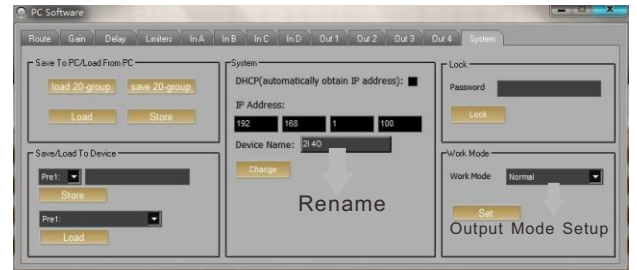 PC Software
Route Gain Delay Limiters In A In B In C In D Out 1 Out 2 Out 3 Out 4 System
Save To PC/Load From PC
load 20-group save 20-group
Load Store
Save/Load To Device
Pre1:
Store
Pre1:
Load
System
DHCP(automatically obtain IP address):
IP Address:
192 168 1 100
Device Name: 2I 4O
Change
Rename
Lock
Password
Lock
Work Mode
Work Mode Normal
Set
Output Mode Setup